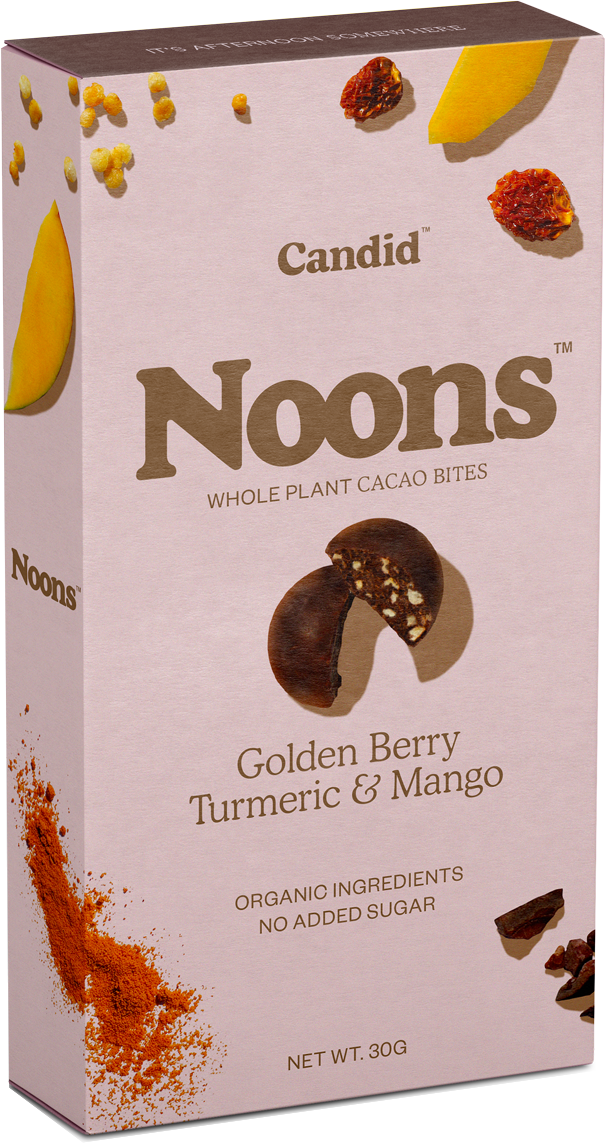 IT'S AFTERNOON SOMEWHERE
Candid™
Noons™
WHOLE PLANT CACAO BITES
Noons™
Golden Berry
Turmeric & Mango
ORGANIC INGREDIENTS
NO ADDED SUGAR
NET WT. 30G